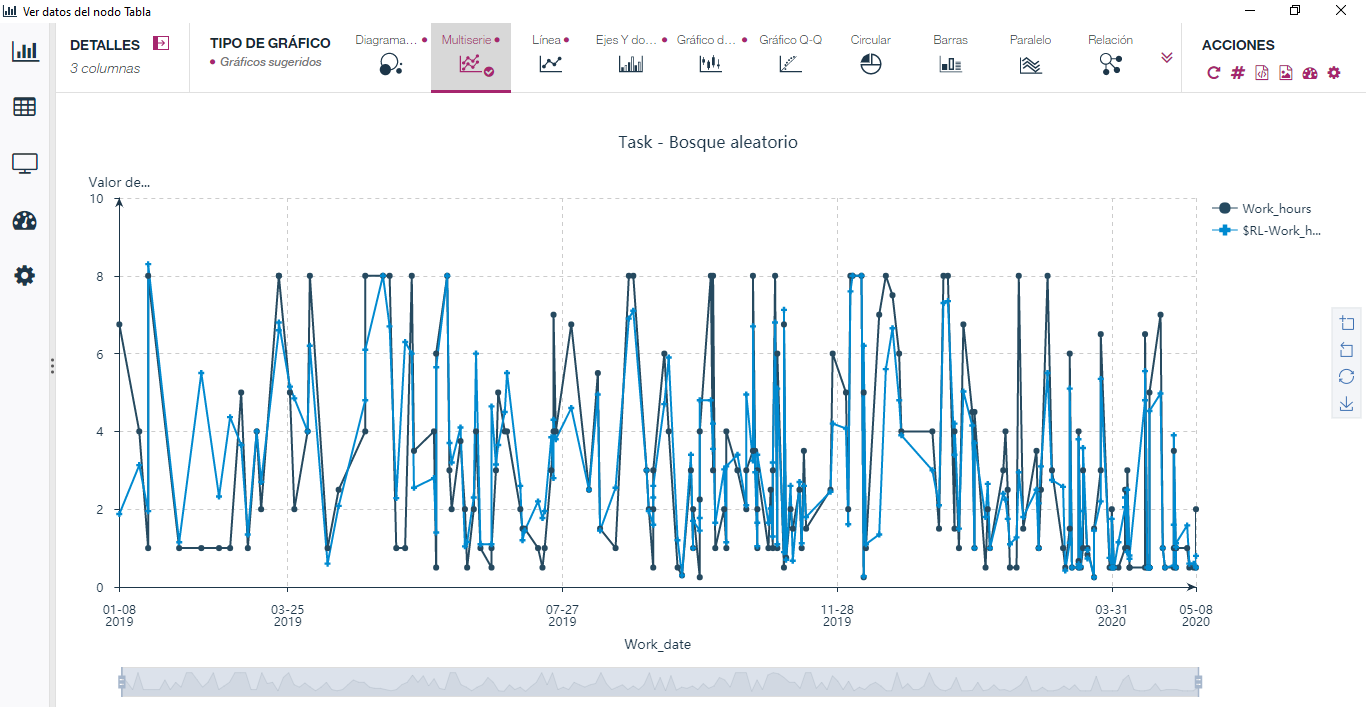 Ver datos del nodo Tabla
DETALLES
3 columnas
TIPO DE GRÁFICO
• Gráficos sugeridos
Diagrama... •
Multiserie •
Línea •
Ejes Y do... •
Gráfico d... •
Gráfico Q-Q
Circular
Barras
Paralelo
Relación
ACCIONES
Task - Bosque aleatorio
Valor de...
10
8
6
4
2
0
01-08
2019
03-25
2019
07-27
2019
11-28
2019
03-31
2020
05-08
2020
Work_date
Work_hours
$RL-Work_h...